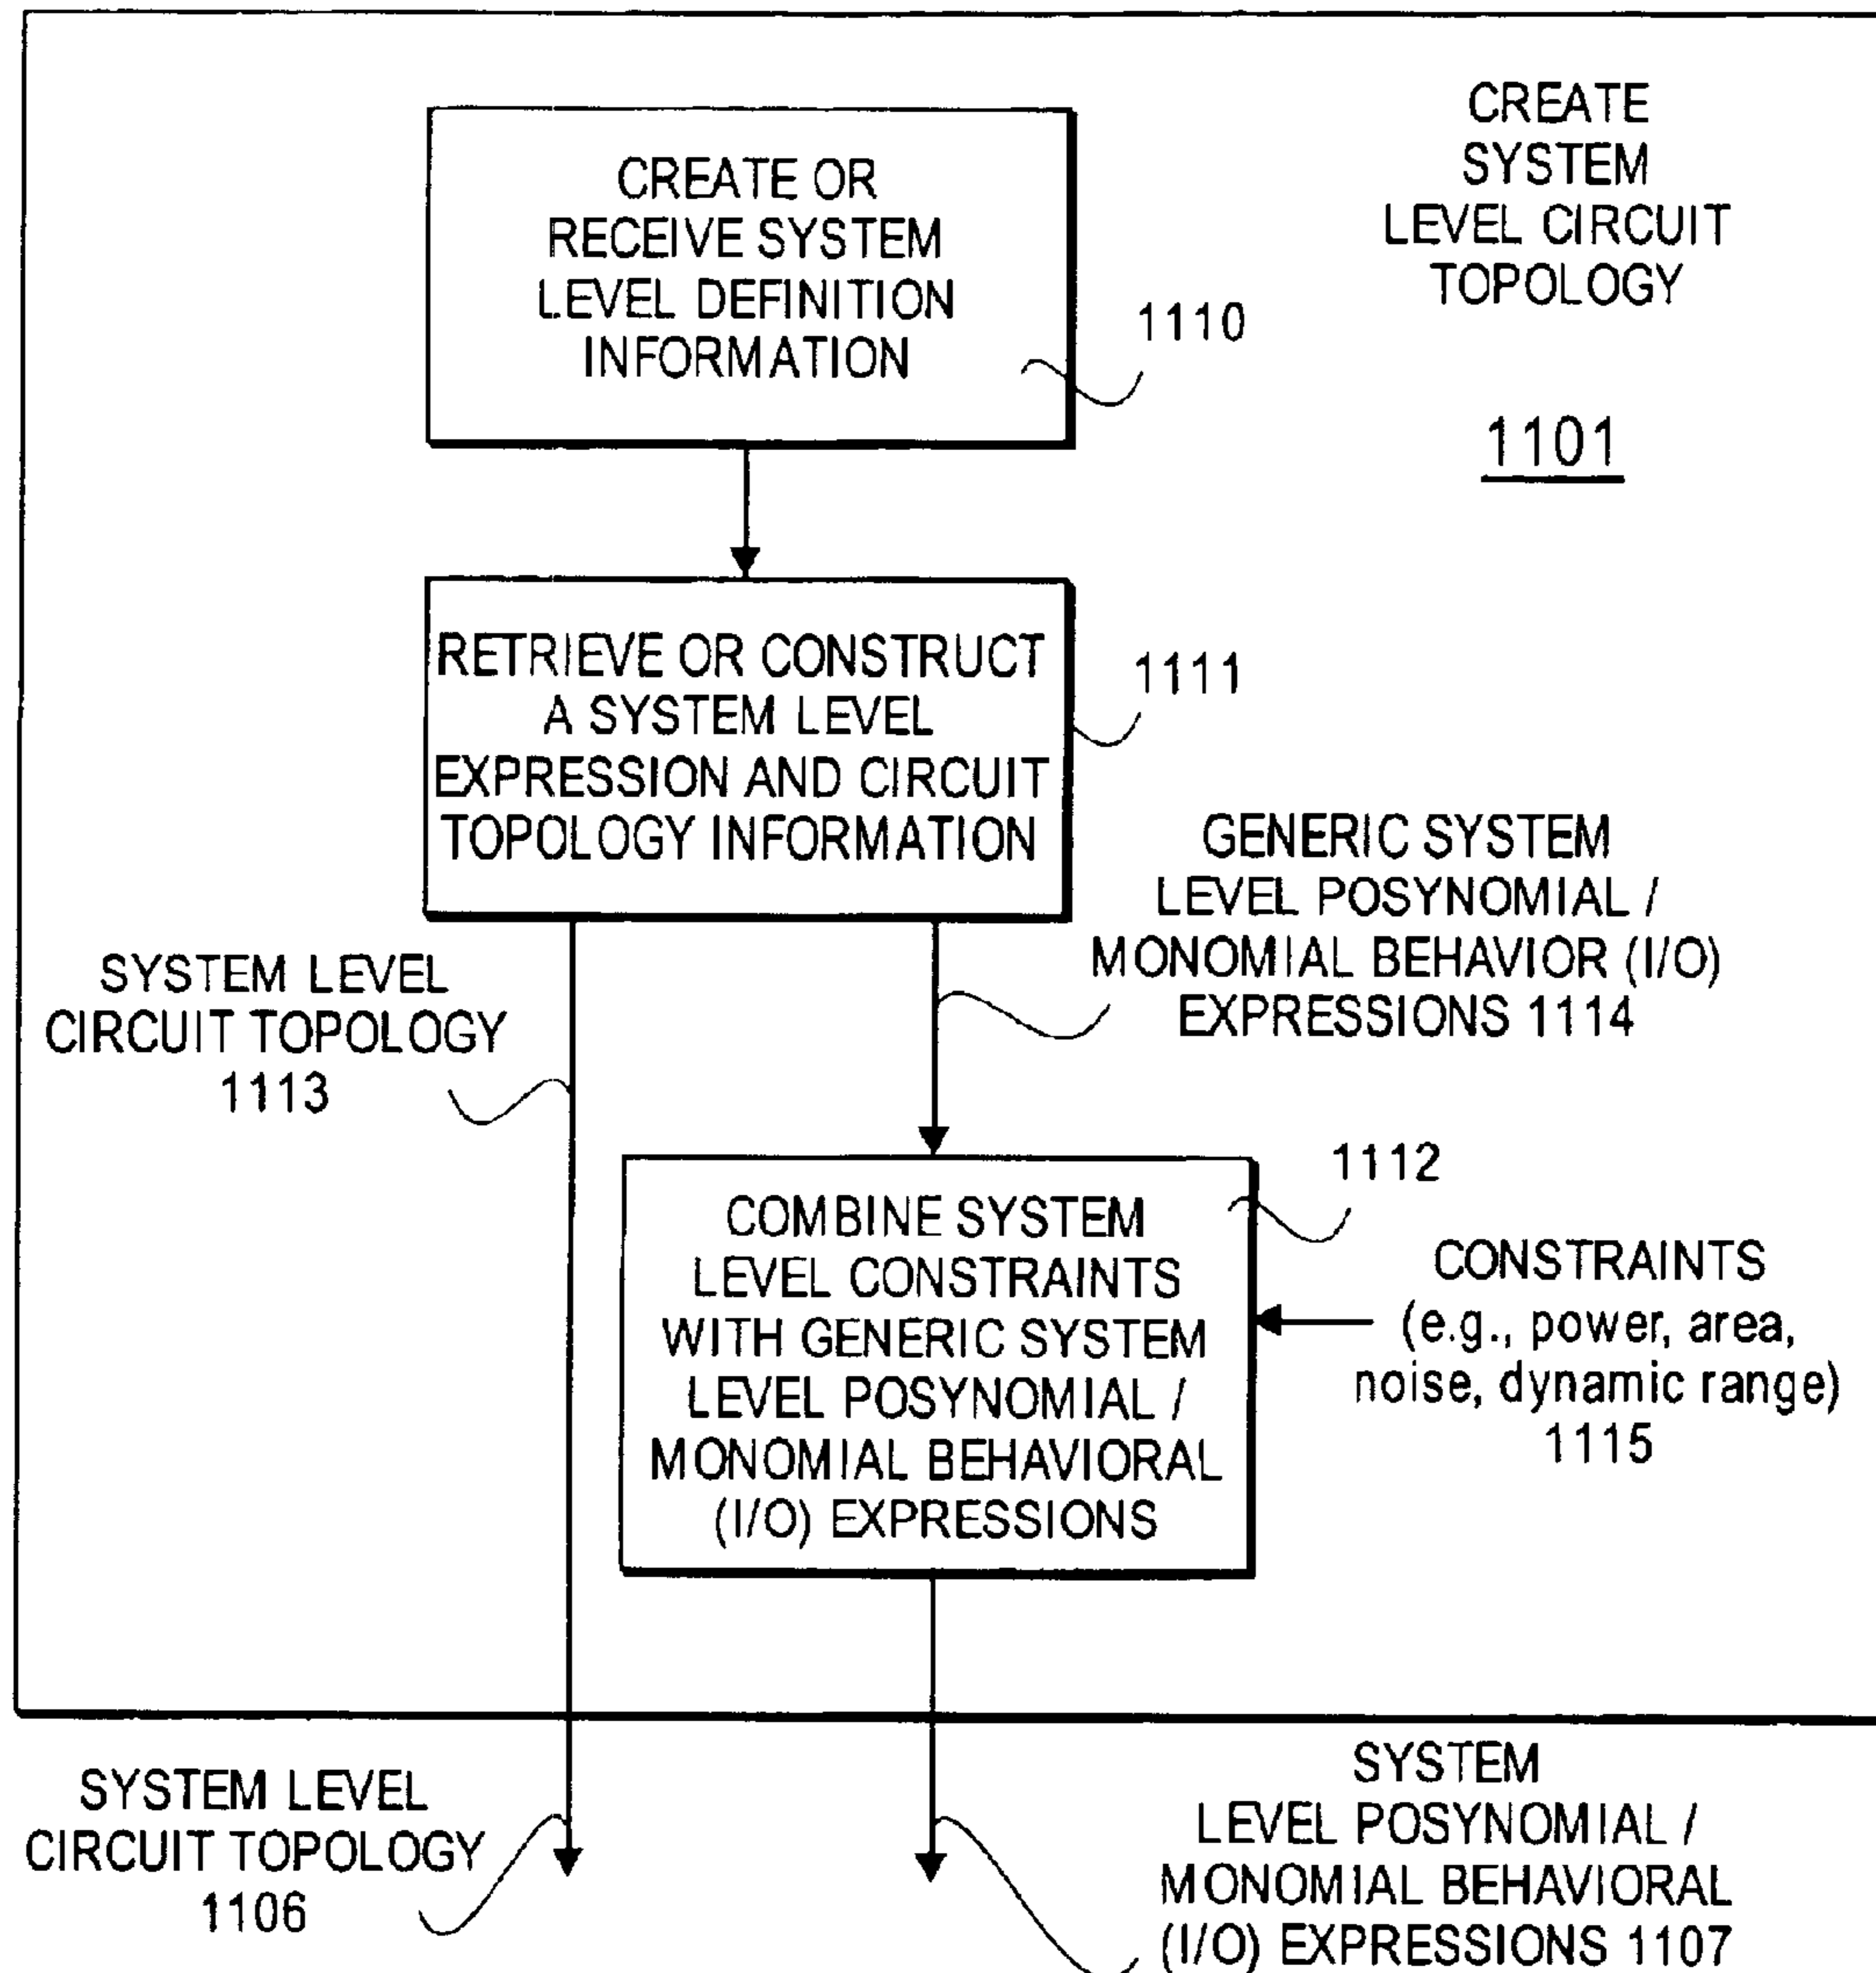 CREATE OR
RECEIVE SYSTEM
LEVEL DEFINITION
INFORMATION
1110
CREATE
SYSTEM
LEVEL CIRCUIT
TOPOLOGY
1101
RETRIEVE OR CONSTRUCT
A SYSTEM LEVEL
EXPRESSION AND CIRCUIT
TOPOLOGY INFORMATION
1111
SYSTEM LEVEL
CIRCUIT TOPOLOGY
1113
GENERIC SYSTEM
LEVEL POSYNOMIAL /
MONOMIAL BEHAVIOR (I/O)
EXPRESSIONS 1114
COMBINE SYSTEM
LEVEL CONSTRAINTS
WITH GENERIC SYSTEM
LEVEL POSYNOMIAL /
MONOMIAL BEHAVIORAL
(I/O) EXPRESSIONS
1112
CONSTRAINTS
(e.g., power, area,
noise, dynamic range)
1115
SYSTEM LEVEL
CIRCUIT TOPOLOGY
1106
SYSTEM
LEVEL POSYNOMIAL /
MONOMIAL BEHAVIORAL
(I/O) EXPRESSIONS 1107